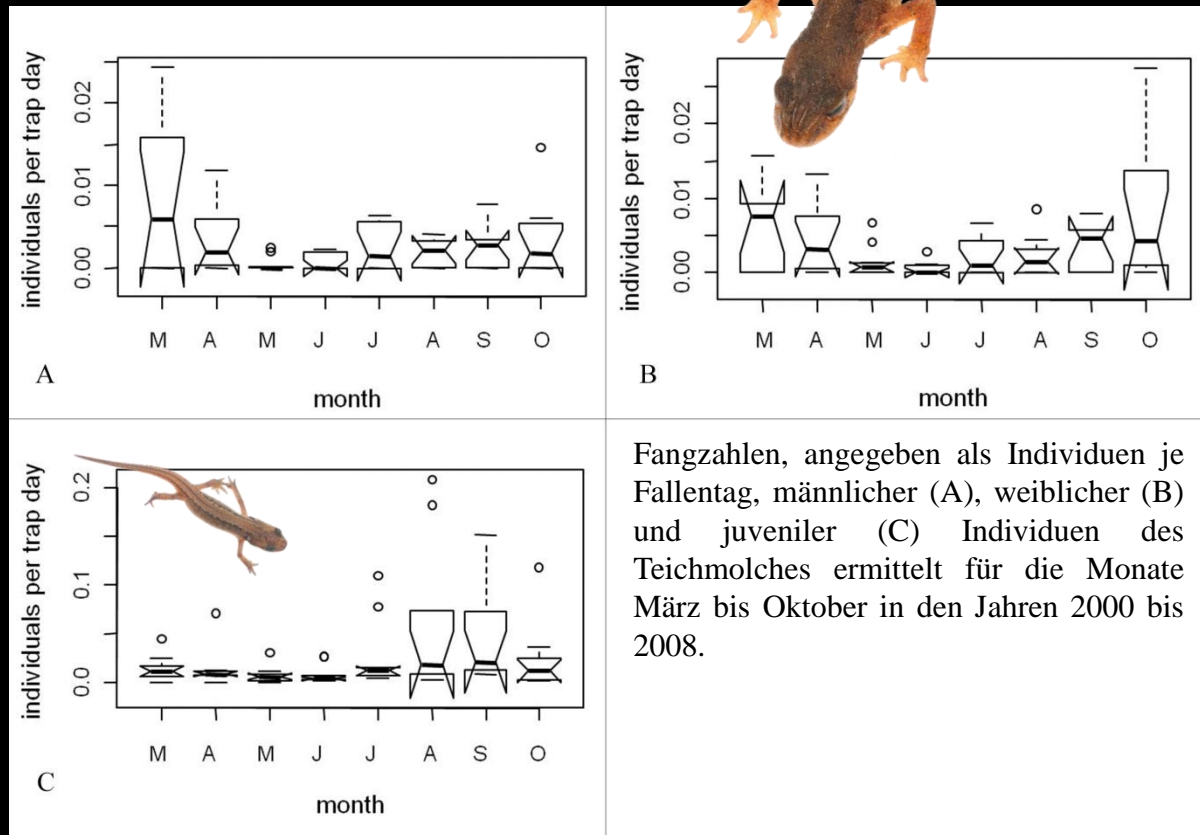 individuals per trap day
0.02
0.01
0.00
M A M J J A S O
month
A
individuals per trap day
0.02
0.01
0.00
M A M J J A S O
month
B
individuals per trap day
0.2
0.1
0.0
M A M J J A S O
month
C
Fangzahlen, angegeben als Individuen je
Fallentag, männlicher (A), weiblicher (B)
und juveniler (C) Individuen des
Teichmolches ermittelt für die Monate
März bis Oktober in den Jahren 2000 bis
2008.